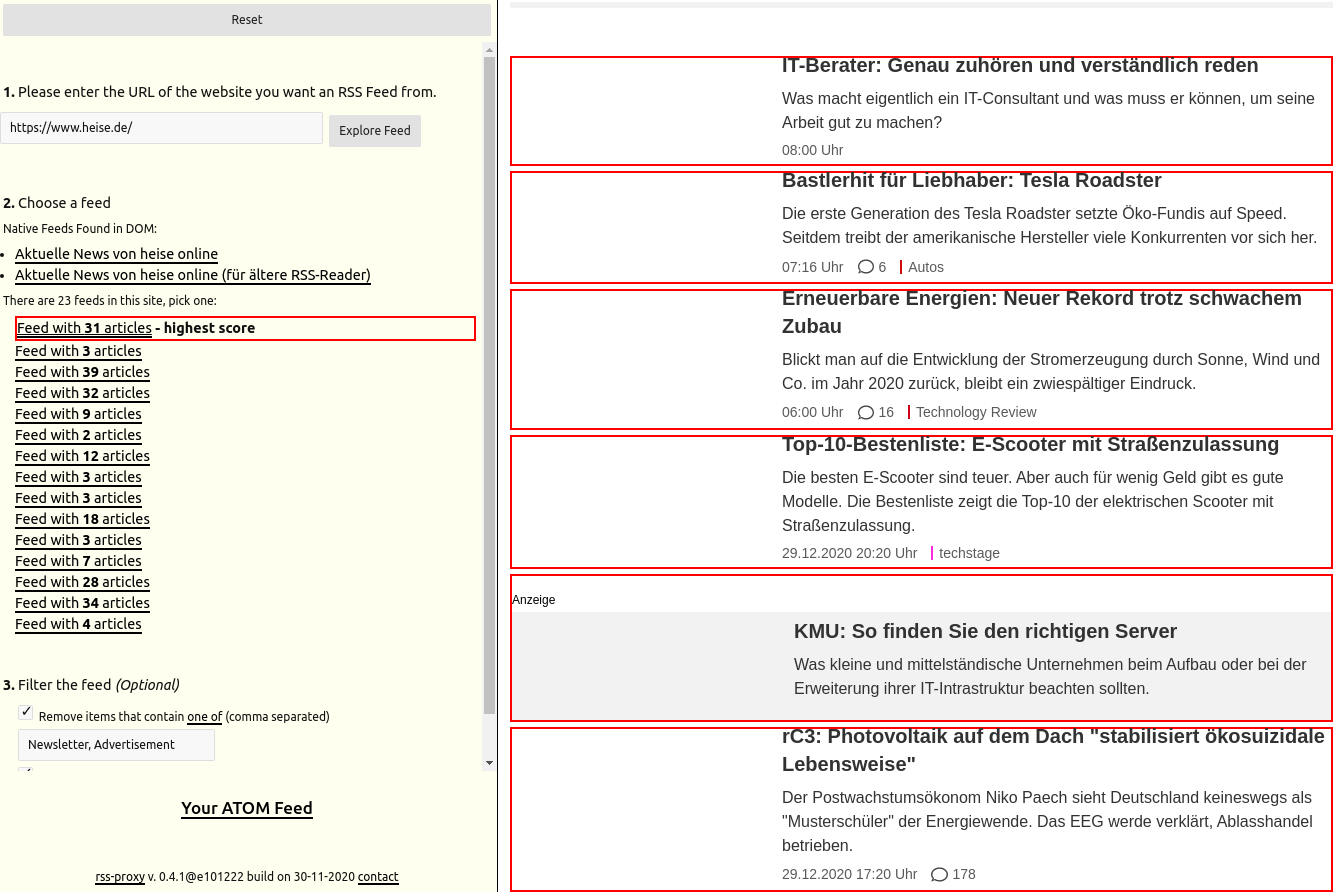 Reset
1. Please enter the URL of the website you want an RSS Feed from.
https://www.heise.de/
Explore Feed
2. Choose a feed
Native Feeds Found in DOM:
Aktuelle News von heise online
Aktuelle News von heise online (für ältere RSS-Reader)
There are 23 feeds in this site, pick one:
Feed with 31 articles - highest score
Feed with 3 articles
Feed with 39 articles
Feed with 32 articles
Feed with 9 articles
Feed with 2 articles
Feed with 12 articles
Feed with 3 articles
Feed with 3 articles
Feed with 18 articles
Feed with 3 articles
Feed with 7 articles
Feed with 28 articles
Feed with 34 articles
Feed with 4 articles
3. Filter the feed (Optional)
Remove items that contain one of (comma separated)
Newsletter, Advertisement
Your ATOM Feed
rss-proxy v. 0.4.1@e101222 build on 30-11-2020 contact
IT-Berater: Genau zuhören und verständlich reden
Was macht eigentlich ein IT-Consultant und was muss er können, um seine
Arbeit gut zu machen?
08:00 Uhr
Bastlerhit für Liebhaber: Tesla Roadster
Die erste Generation des Tesla Roadster setzte Öko-Fundis auf Speed.
Seitdem treibt der amerikanische Hersteller viele Konkurrenten vor sich her.
07:16 Uhr 6 Autos
Erneuerbare Energien: Neuer Rekord trotz schwachem
Zubau
Blickt man auf die Entwicklung der Stromerzeugung durch Sonne, Wind und
Co. im Jahr 2020 zurück, bleibt ein zwiespältiger Eindruck.
06:00 Uhr 16 Technology Review
Top-10-Bestenliste: E-Scooter mit Straßenzulassung
Die besten E-Scooter sind teuer. Aber auch für wenig Geld gibt es gute
Modelle. Die Bestenliste zeigt die Top-10 der elektrischen Scooter mit
Straßenzulassung.
29.12.2020 20:20 Uhr techstage
Anzeige
KMU: So finden Sie den richtigen Server
Was kleine und mittelständische Unternehmen beim Aufbau oder bei der
Erweiterung ihrer IT-Intrastruktur beachten sollten.
rC3: Photovoltaik auf dem Dach "stabilisiert ökosuizidale
Lebensweise"
Der Postwachstumsökonom Niko Paech sieht Deutschland keineswegs als
"Musterschüler" der Energiewende. Das EEG werde verklärt, Ablasshandel
betrieben.
29.12.2020 17:20 Uhr 178